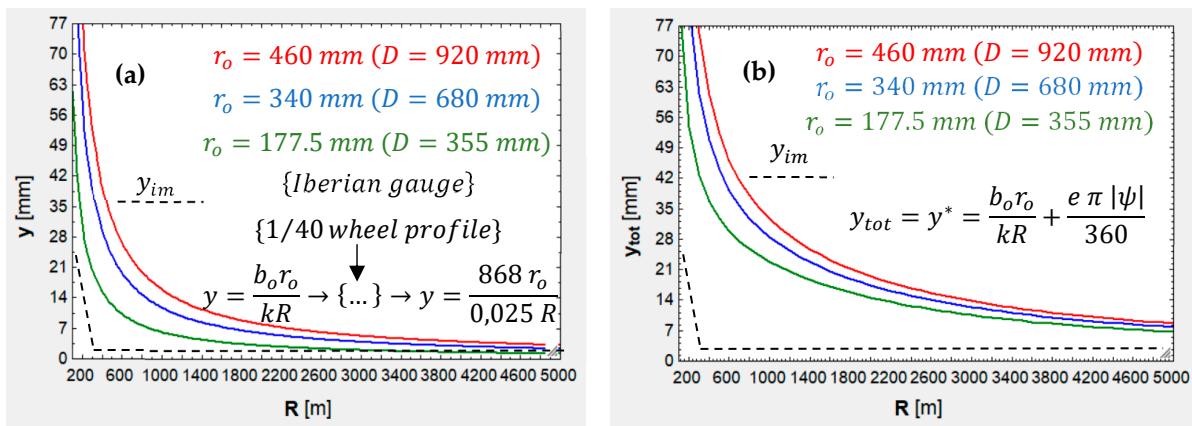 (a)
r_o = 460 mm (D = 920 mm)
r_o = 340 mm (D = 680 mm)
r_o = 177.5 mm (D = 355 mm)
y_im
{Iberian gauge}
{1/40 wheel profile}
y = b_o r_o / kR → {...} → y = 868 r_o / 0,025 R
y [mm]
77
70
63
56
49
42
35
28
21
14
7
0
200 600 1000 1400 1800 2200 2600 3000 3400 3800 4200 4600 5000
R [m]
(b)
r_o = 460 mm (D = 920 mm)
r_o = 340 mm (D = 680 mm)
r_o = 177.5 mm (D = 355 mm)
y_im
y_tot = y* = b_o r_o / kR + e π |ψ| / 360
y_tot [mm]
77
70
63
56
49
42
35
28
21
14
7
0
200 600 1000 1400 1800 2200 2600 3000 3400 3800 4200 4600 5000
R [m]